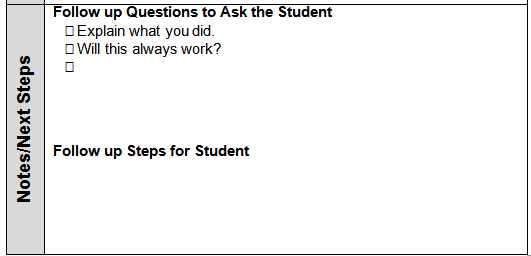 Follow up Questions to Ask the Student
☐ Explain what you did.
☐ Will this always work?
☐
Notes/Next Steps
Follow up Steps for Student